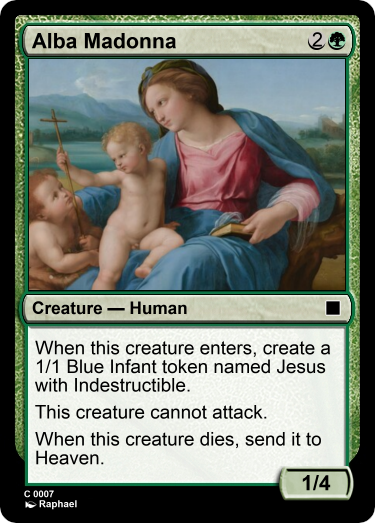 Alba Madonna 2
Creature — Human
When this creature enters, create a
1/1 Blue Infant token named Jesus
with Indestructible.
This creature cannot attack.
When this creature dies, send it to
Heaven.
1/4
C 0007
Raphael